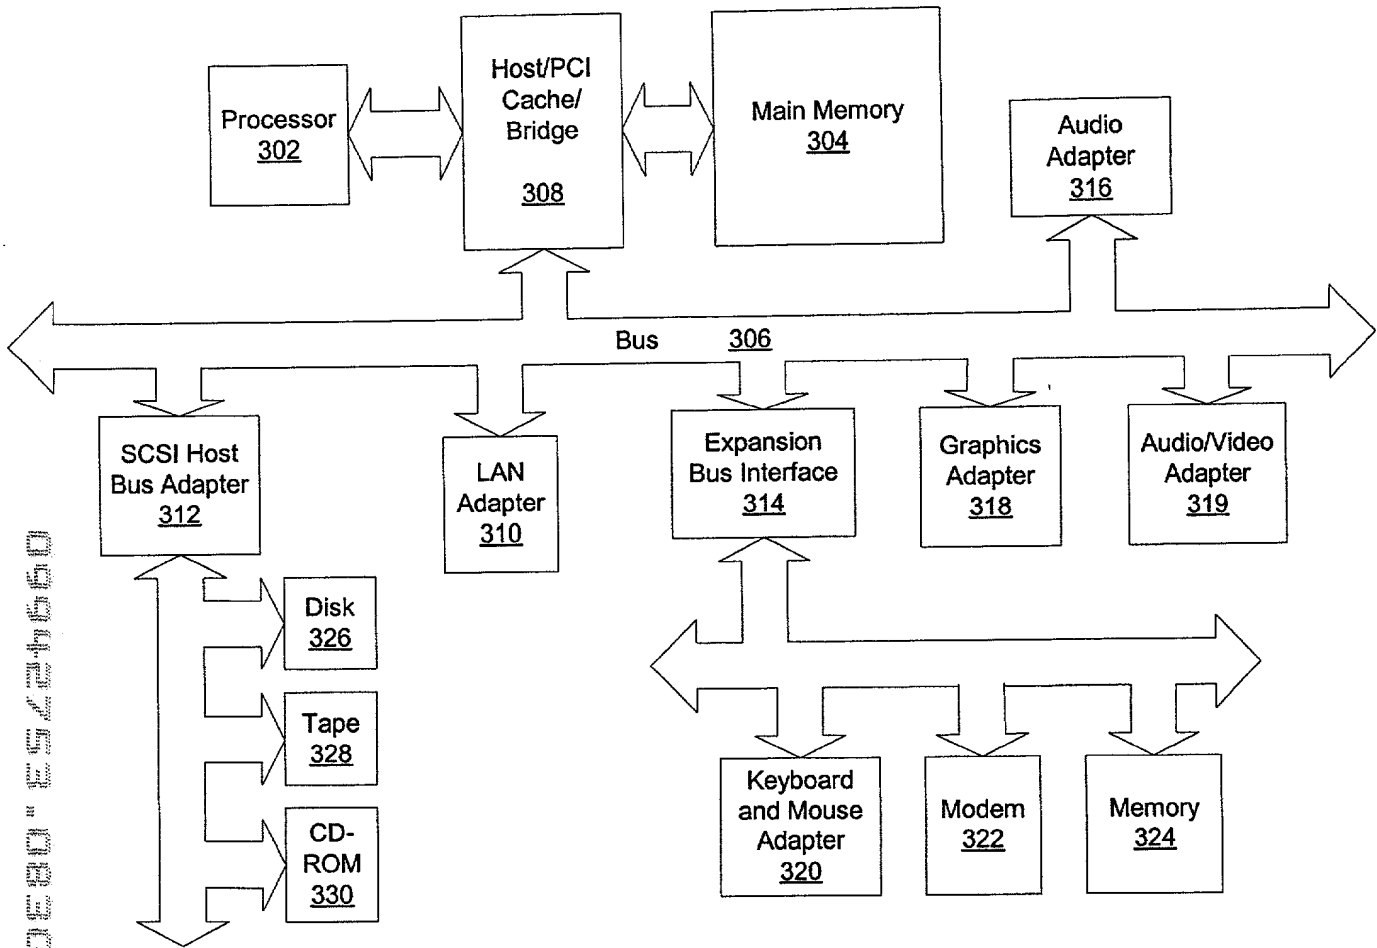 Processor
302
Host/PCI
Cache/
Bridge
308
Main Memory
304
Audio
Adapter
316
Bus 306
SCSI Host
Bus Adapter
312
LAN
Adapter
310
Expansion
Bus Interface
314
Graphics
Adapter
318
Audio/Video
Adapter
319
Disk
326
Tape
328
CD-
ROM
330
Keyboard
and Mouse
Adapter
320
Modem
322
Memory
324